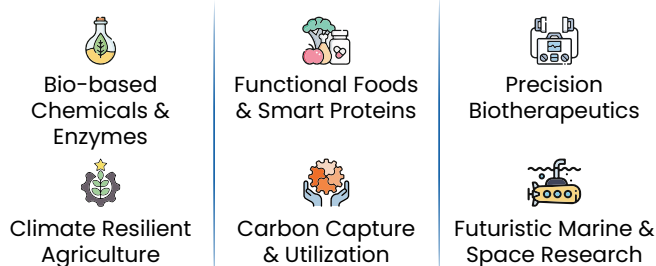 Bio-based
Chemicals &
Enzymes
Functional Foods
& Smart Proteins
Precision
Biotherapeutics
Climate Resilient
Agriculture
Carbon Capture
& Utilization
Futuristic Marine &
Space Research